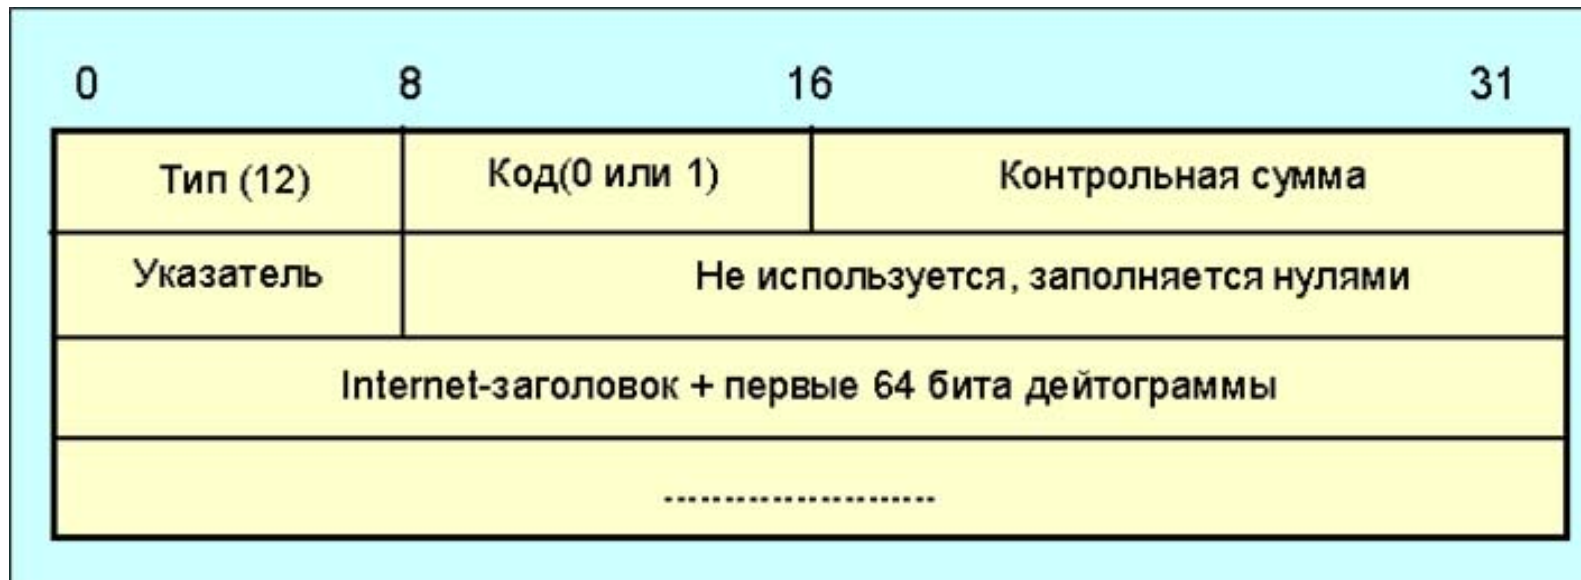 0 8 16 31
Тип (12) Код(0 или 1) Контрольная сумма
Указатель Не используется, заполняется нулями
Internet-заголовок + первые 64 бита дейтограммы
.......................